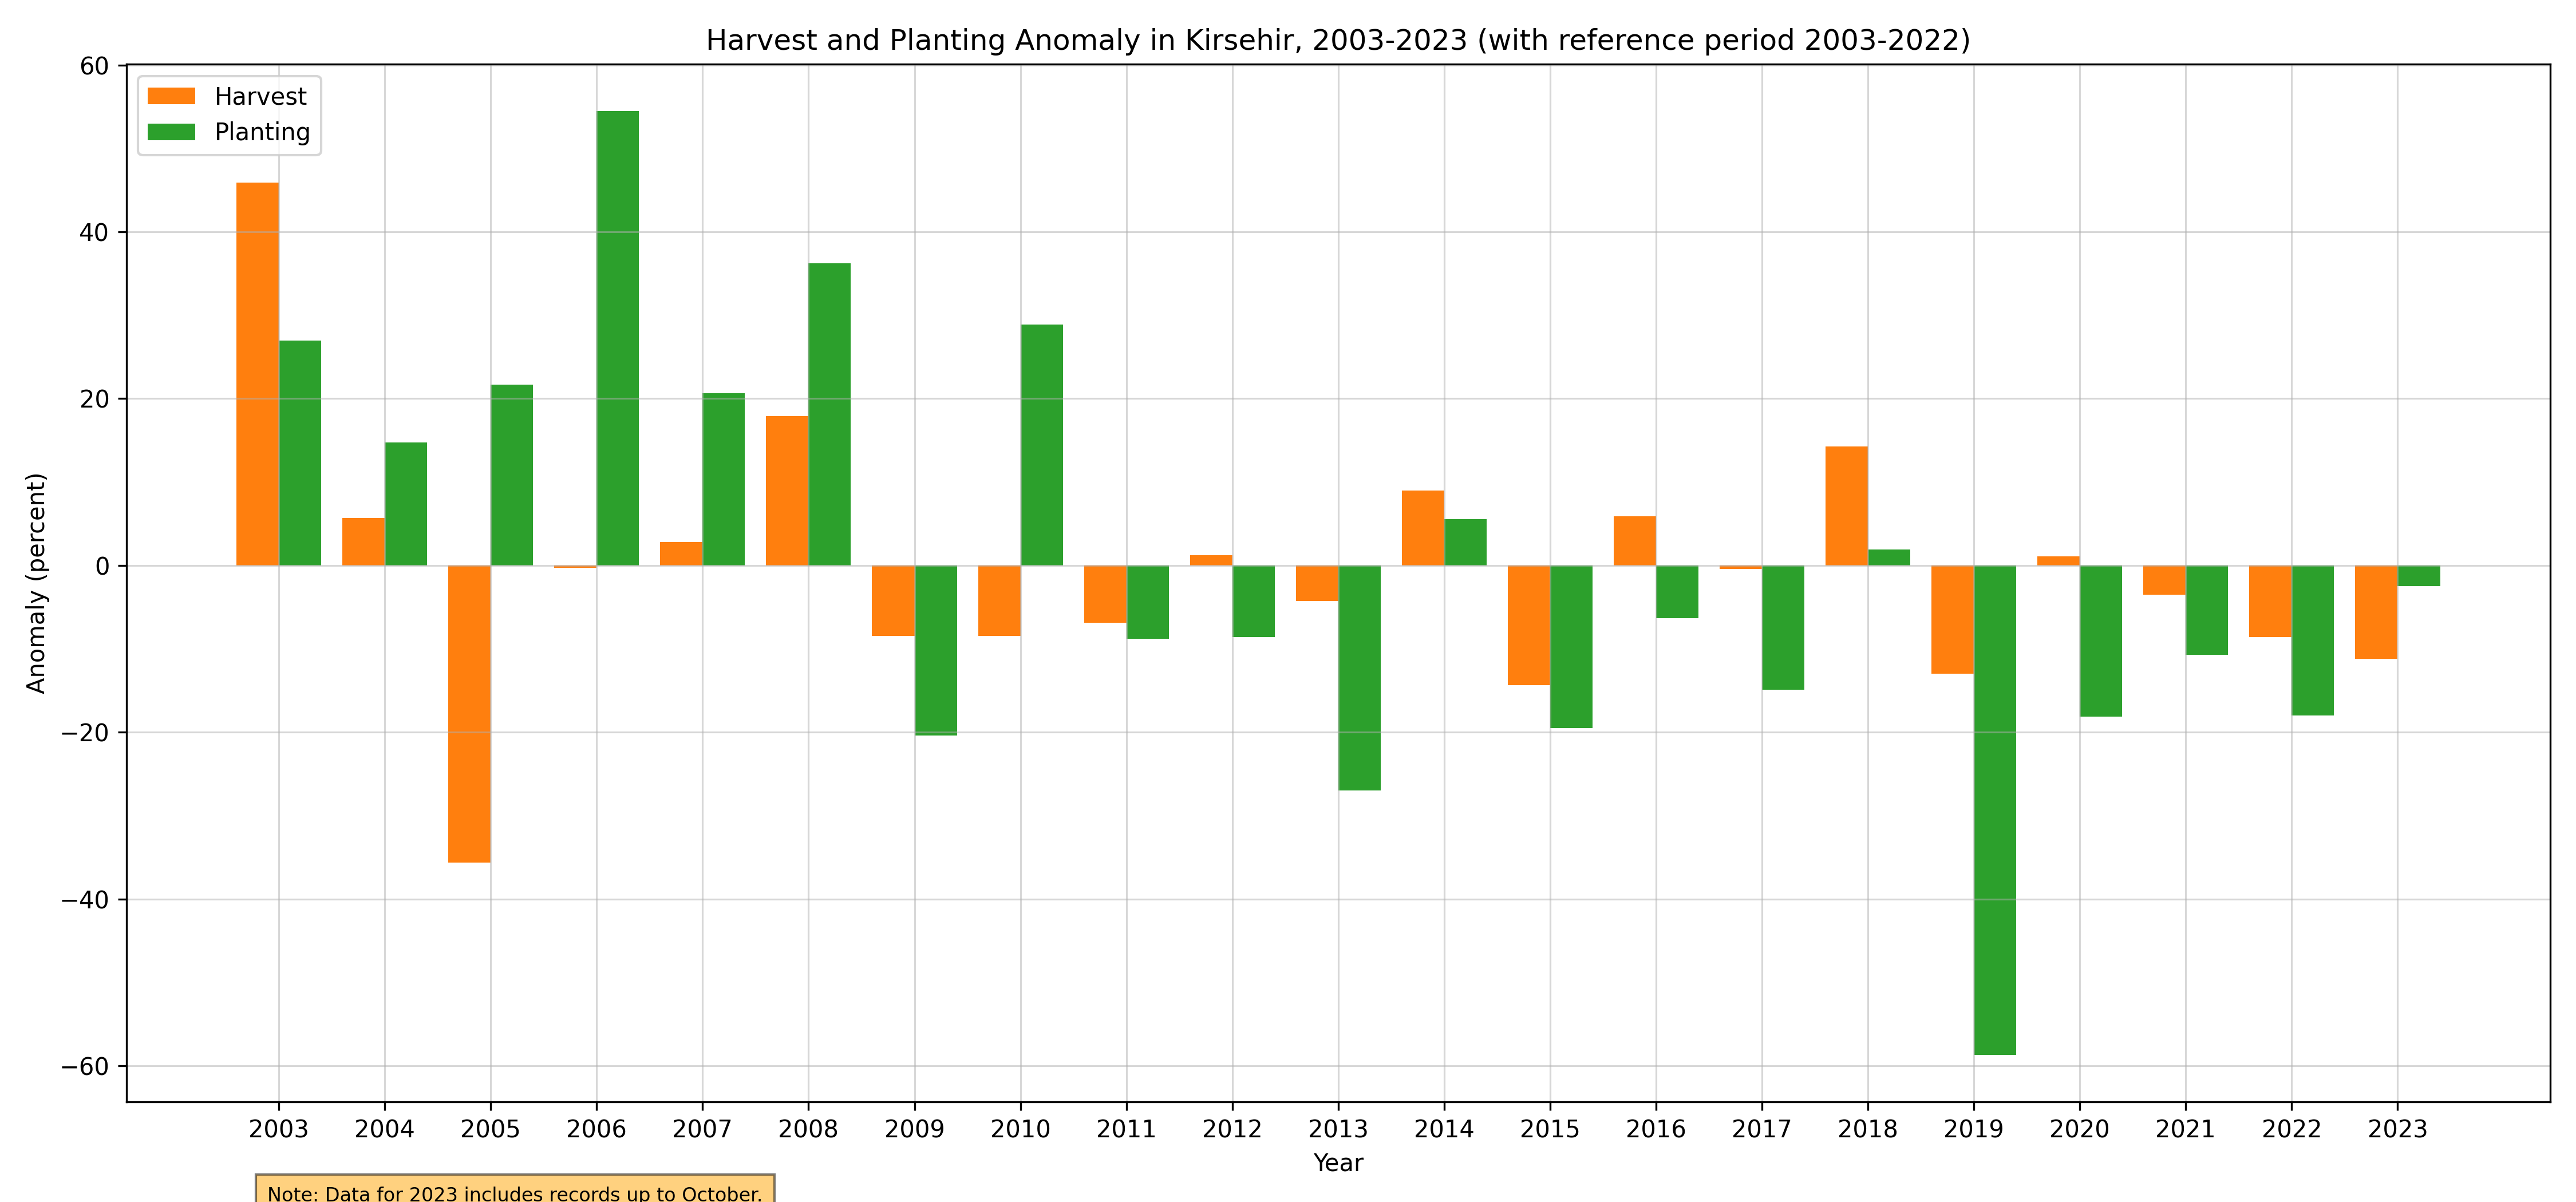 Harvest and Planting Anomaly in Kirsehir, 2003-2023 (with reference period 2003-2022)
Harvest
Planting
60
40
20
0
−20
−40
−60
Anomaly (percent)
2003 2004 2005 2006 2007 2008 2009 2010 2011 2012 2013 2014 2015 2016 2017 2018 2019 2020 2021 2022 2023
Year
Note: Data for 2023 includes records up to October.